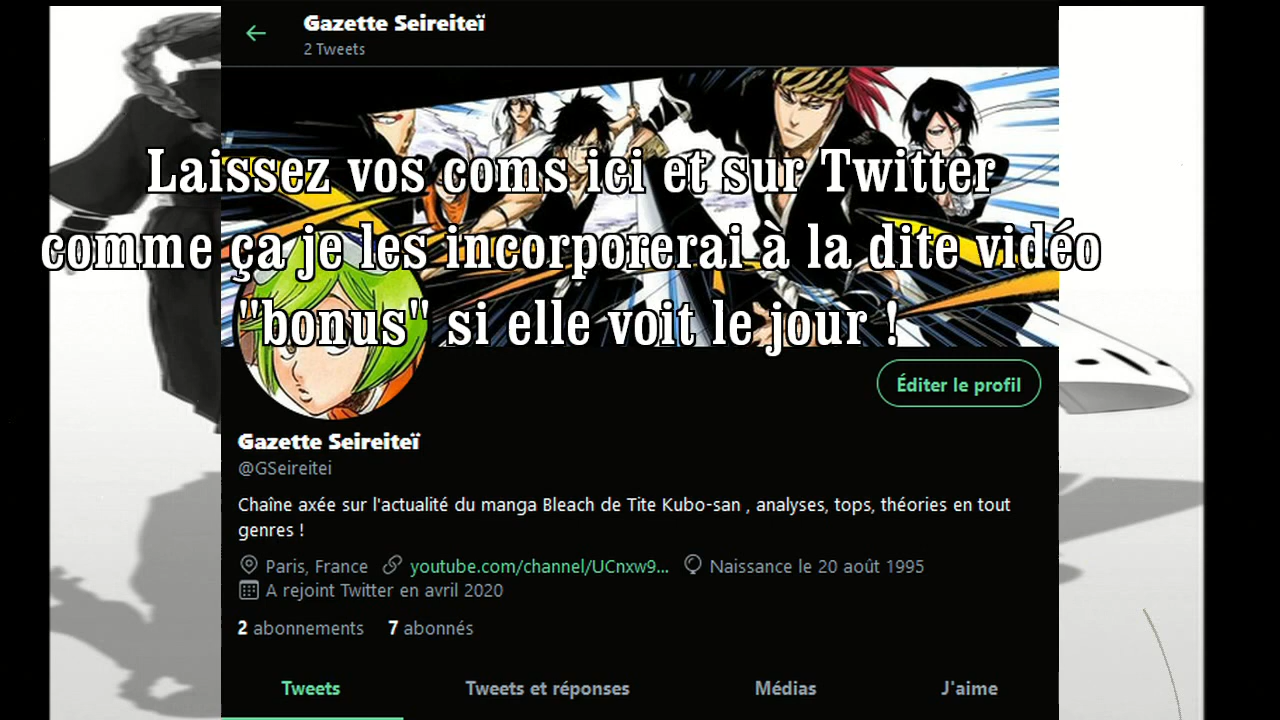 Gazette Seireiteï
2 Tweets
Laissez vos coms ici et sur Twitter
comme ça je les incorporerai à la dite vidéo
"bonus" si elle voit le jour !
Éditer le profil
Gazette Seireiteï
@GSeireitei
Chaîne axée sur l'actualité du manga Bleach de Tite Kubo-san , analyses, tops, théories en tout
genres !
Paris, France youtube.com/channel/UCnxw9... Naissance le 20 août 1995
A rejoint Twitter en avril 2020
2 abonnements 7 abonnés
Tweets Tweets et réponses Médias J'aime